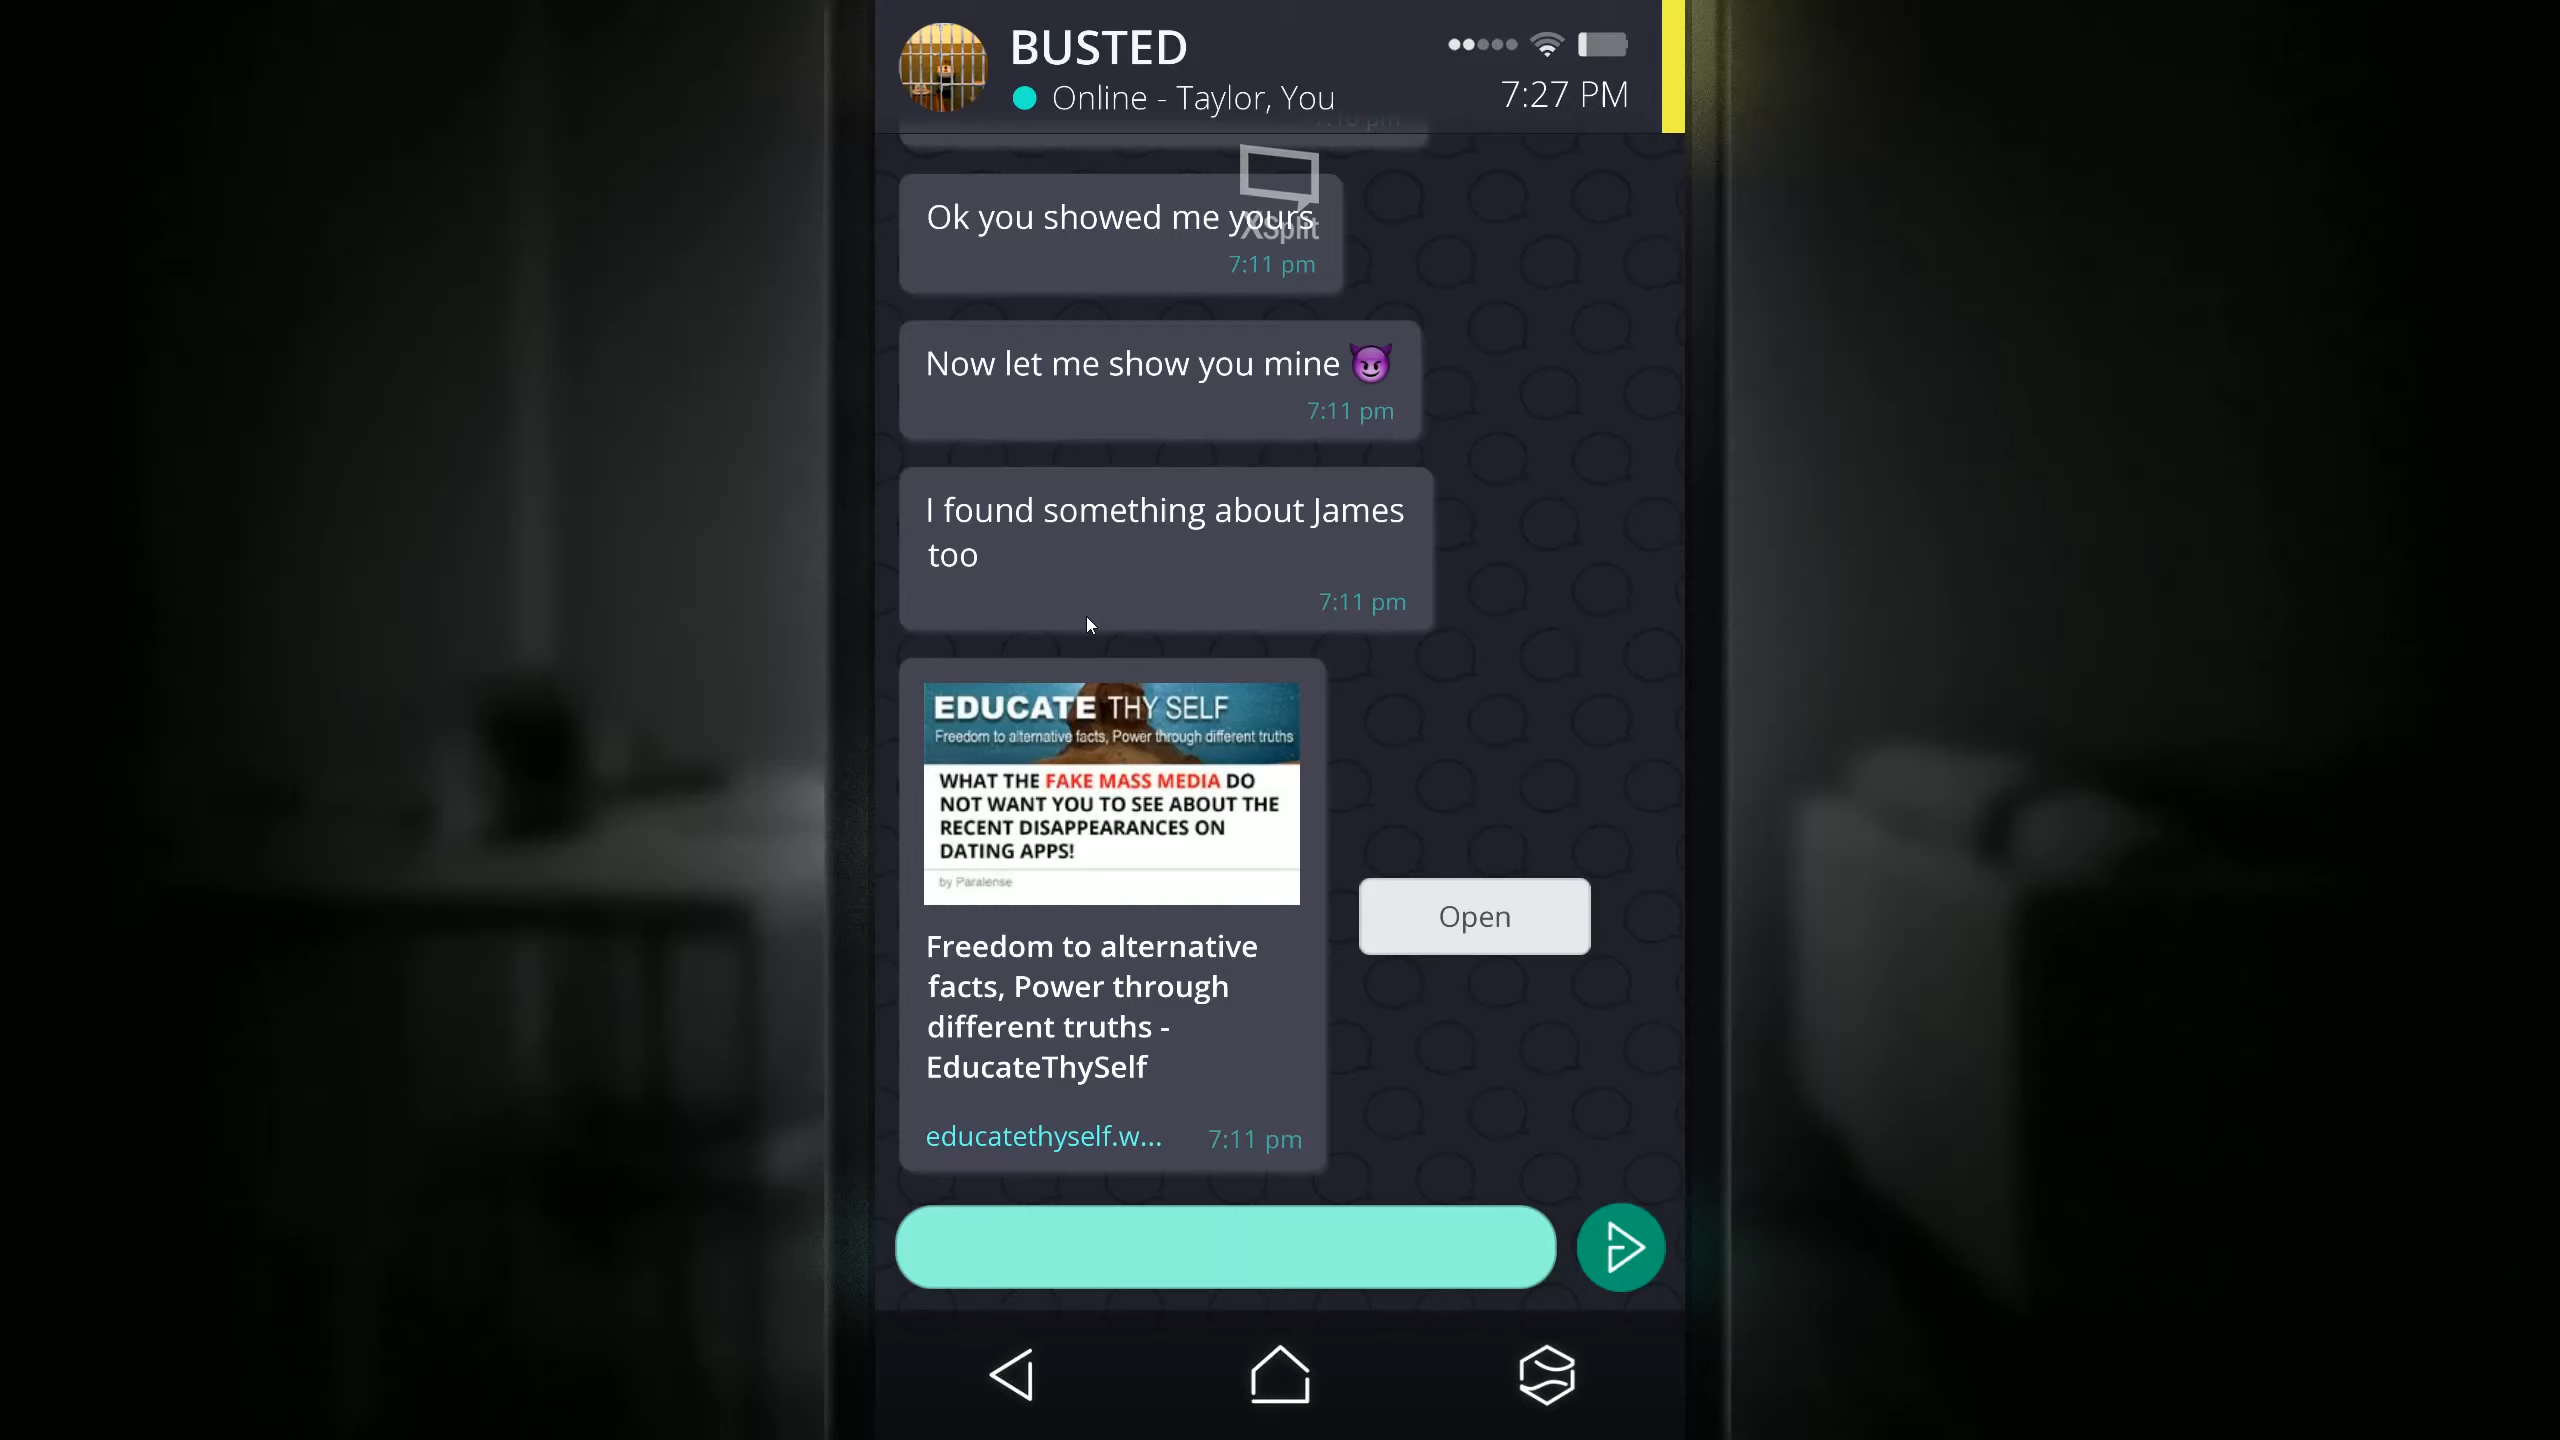 BUSTED
Online - Taylor, You
7:27 PM
7:10 pm
XSplit
Ok you showed me yours
7:11 pm
Now let me show you mine 😈
7:11 pm
I found something about James
too
7:11 pm
EDUCATE THY SELF
Freedom to alternative facts, Power through different truths
WHAT THE FAKE MASS MEDIA DO
NOT WANT YOU TO SEE ABOUT THE
RECENT DISAPPEARANCES ON
DATING APPS!
by Paralense
Open
Freedom to alternative
facts, Power through
different truths -
EducateThySelf
educatethyself.w...
7:11 pm